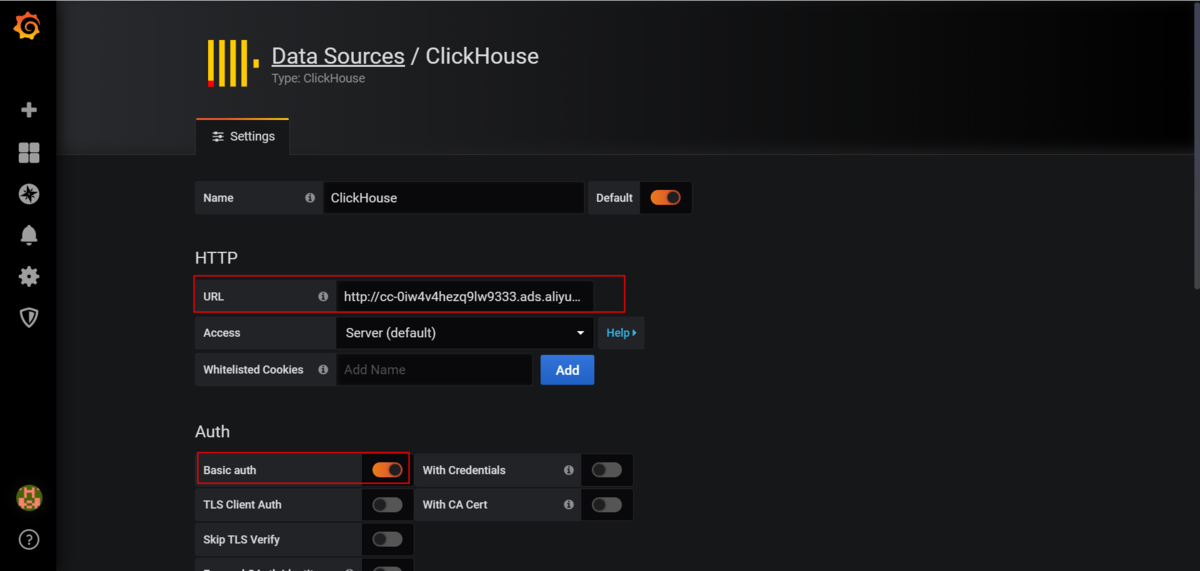 Data Sources / ClickHouse
Type: ClickHouse
Settings
Name ClickHouse Default
HTTP
URL http://cc-0iw4v4hezq9lw9333.ads.aliyu...
Access Server (default) Help
Whitelisted Cookies Add Name Add
Auth
Basic auth With Credentials
TLS Client Auth With CA Cert
Skip TLS Verify